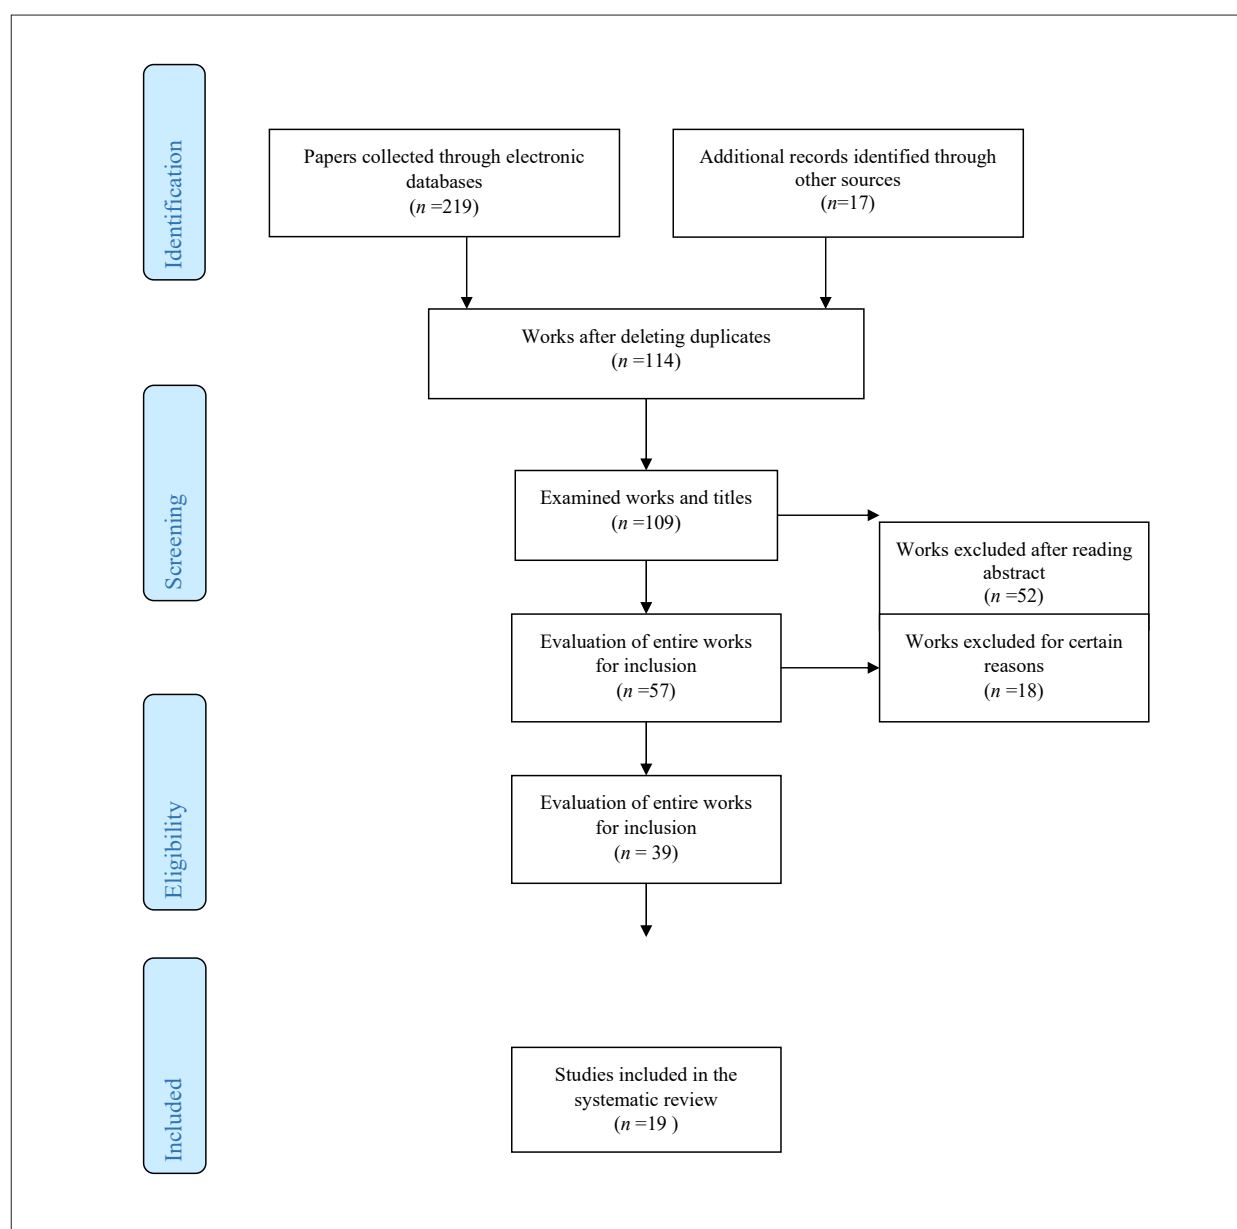 Identification
Papers collected through electronic
databases
(n =219)
Additional records identified through
other sources
(n=17)
Works after deleting duplicates
(n =114)
Screening
Examined works and titles
(n =109)
Works excluded after reading
abstract
(n =52)
Evaluation of entire works
for inclusion
(n =57)
Works excluded for certain
reasons
(n =18)
Eligibility
Evaluation of entire works
for inclusion
(n = 39)
Included
Studies included in the
systematic review
(n =19 )